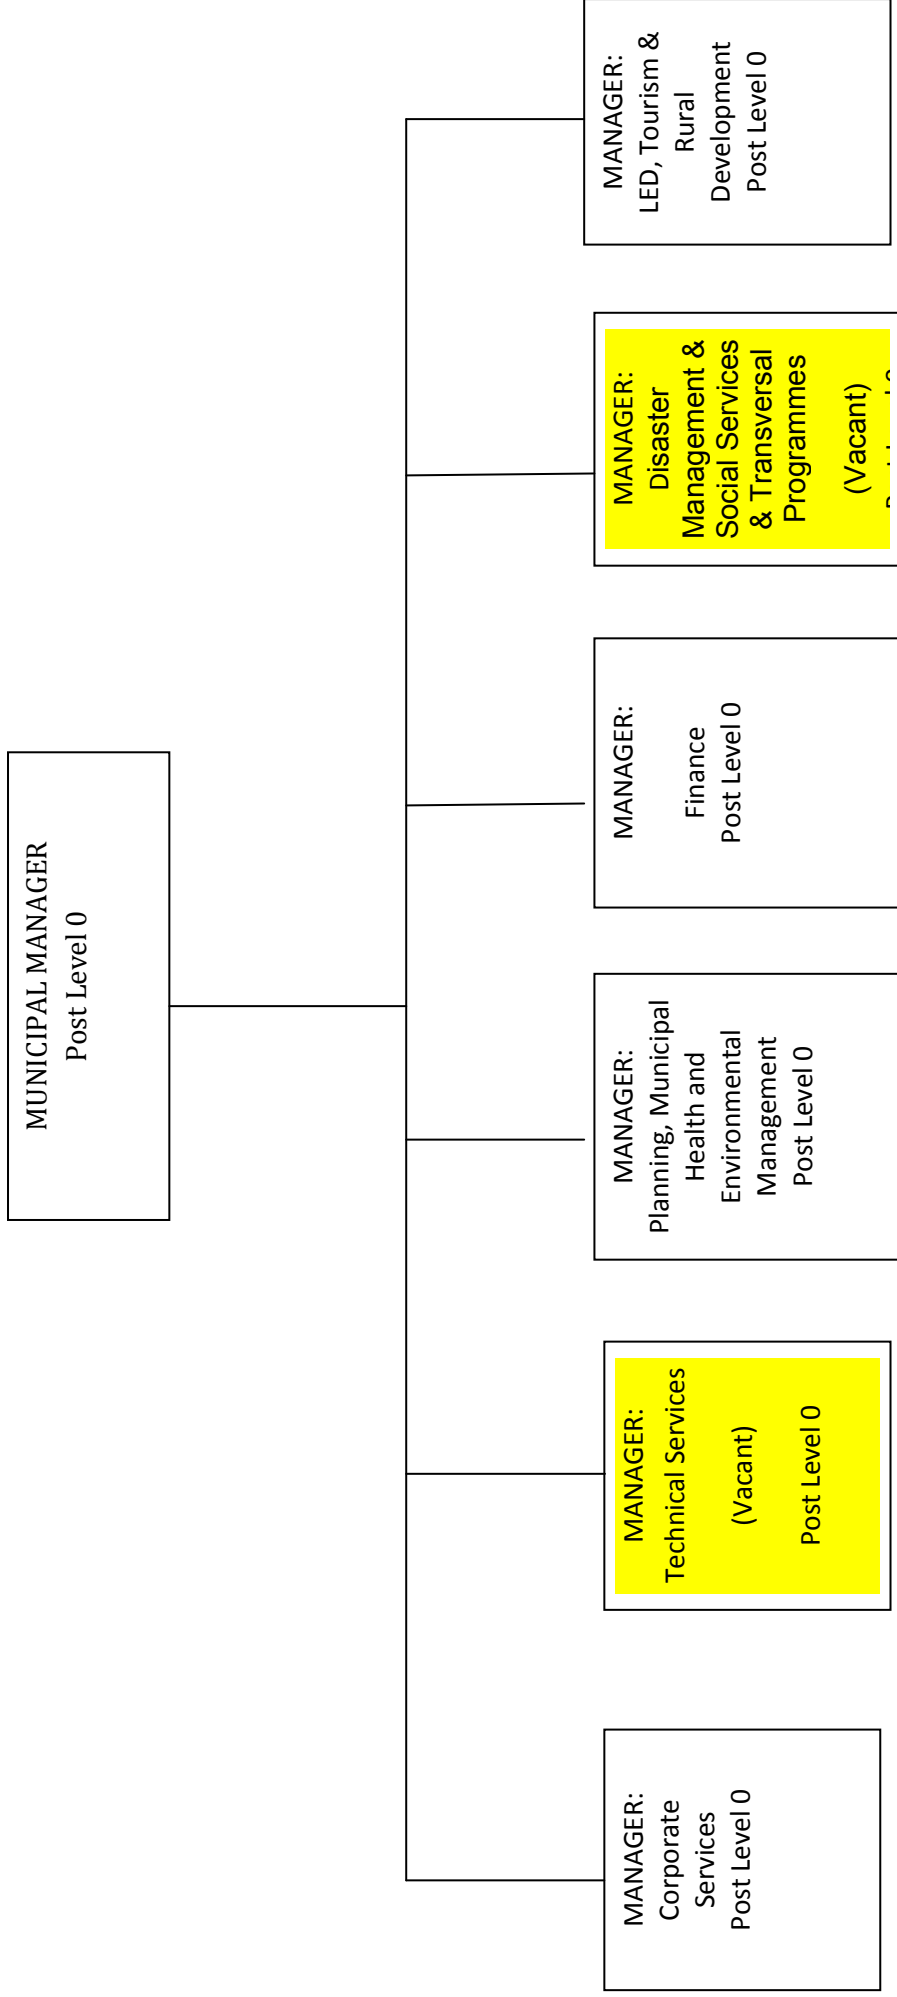 MUNICIPAL MANAGER
Post Level 0
MANAGER:
Corporate
Services
Post Level 0
MANAGER:
Technical Services
(Vacant)
Post Level 0
MANAGER:
Planning, Municipal
Health and
Environmental
Management
Post Level 0
MANAGER:
Finance
Post Level 0
MANAGER:
Disaster
Management &
Social Services
& Transversal
Programmes
(Vacant)
MANAGER:
LED, Tourism &
Rural
Development
Post Level 0